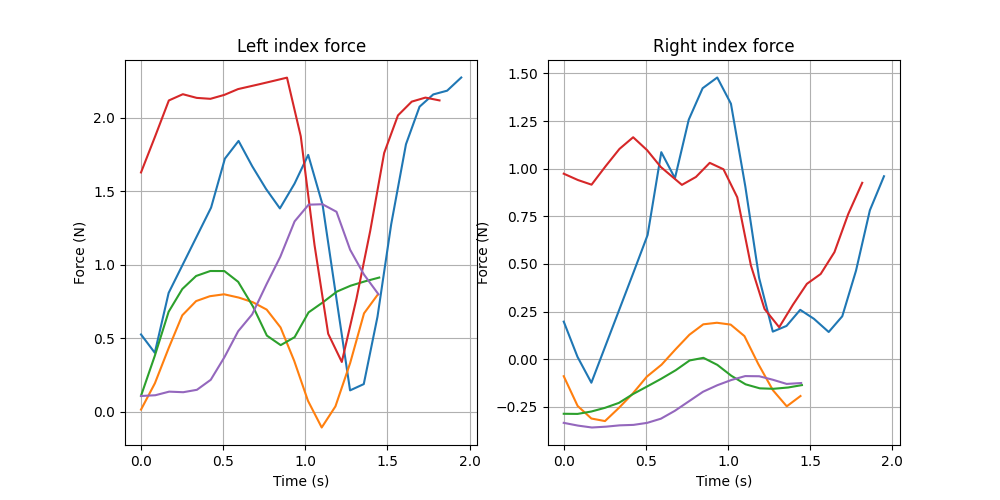 Left index force
Force (N)
2.0
1.5
1.0
0.5
0.0
0.0 0.5 1.0 1.5 2.0
Time (s)
Right index force
Force (N)
1.50
1.25
1.00
0.75
0.50
0.25
0.00
−0.25
0.0 0.5 1.0 1.5 2.0
Time (s)